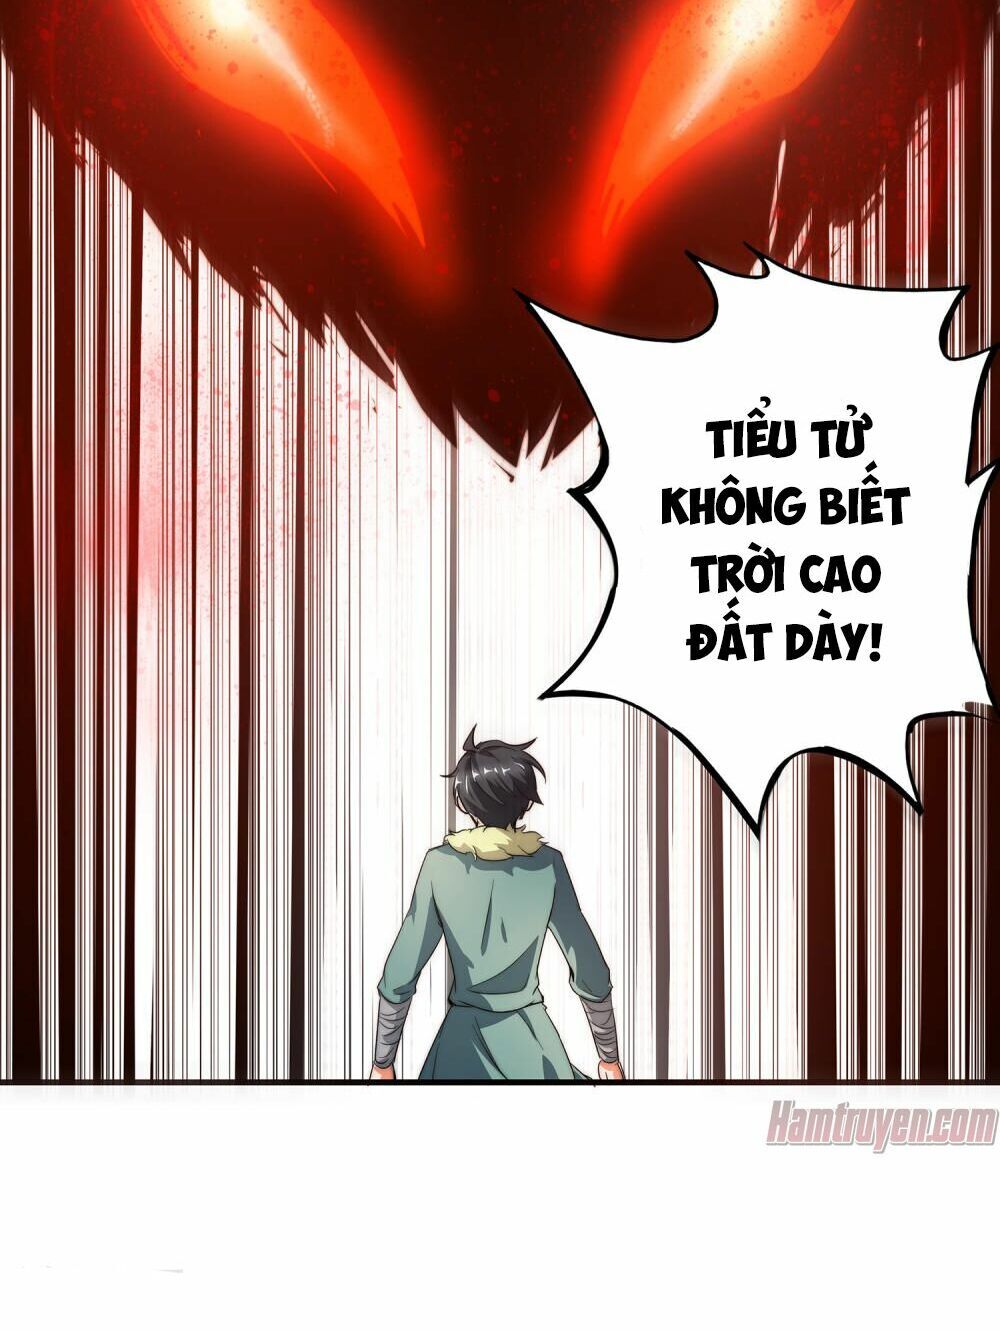 TIỂU TỬ
KHÔNG BIẾT
TRỜI CAO
ĐẤT DÀY!
Hamtruyen.com